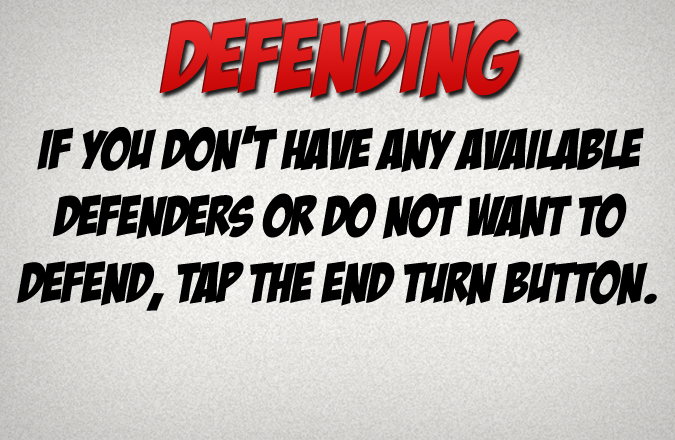 DEFENDING
IF YOU DON'T HAVE ANY AVAILABLE
DEFENDERS OR DO NOT WANT TO
DEFEND, TAP THE END TURN BUTTON.